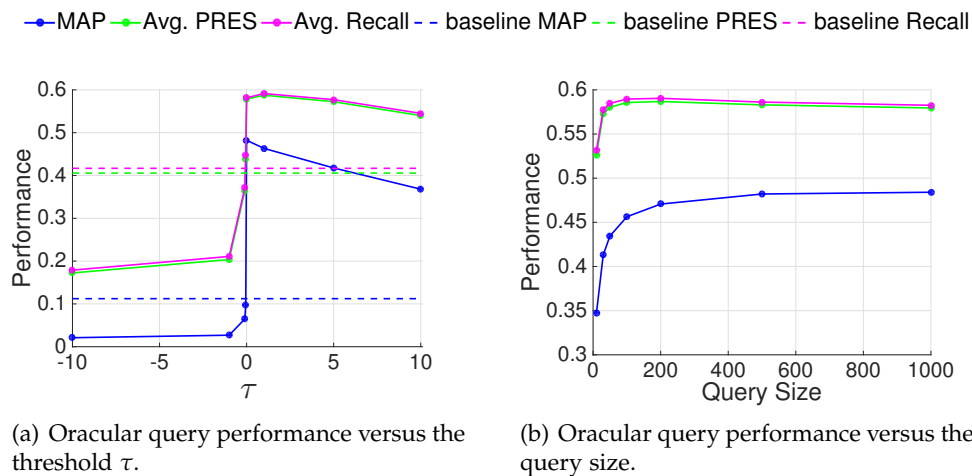 MAP Avg. PRES Avg. Recall baseline MAP baseline PRES baseline Recall
Performance
0.6
0.5
0.4
0.3
0.2
0.1
0
-10 -5 0 5 10
τ
(a) Oracular query performance versus the
threshold τ.
Performance
0.6
0.55
0.5
0.45
0.4
0.35
0.3
0 200 400 600 800 1000
Query Size
(b) Oracular query performance versus the
query size.